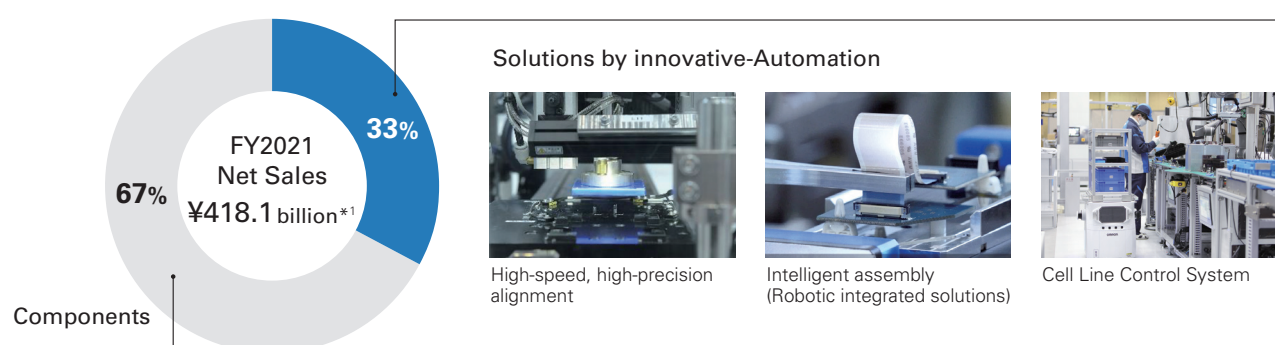 Solutions by innovative-Automation
33%
67%
FY2021
Net Sales
¥418.1 billion*1
High-speed, high-precision
alignment
Intelligent assembly
(Robotic integrated solutions)
Cell Line Control System
Components